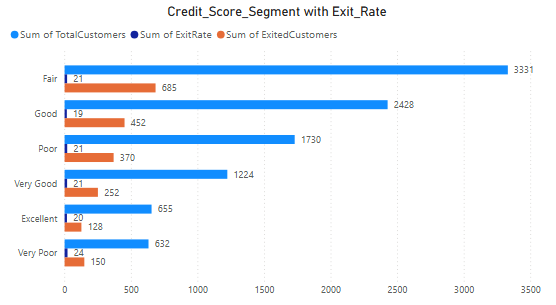 Credit_Score_Segment with Exit_Rate
Sum of TotalCustomers Sum of ExitRate Sum of ExitedCustomers
Fair 3331
21
685
Good 2428
19
452
Poor 1730
21
370
Very Good 1224
21
252
Excellent 655
20
128
Very Poor 632
24
150
0 500 1000 1500 2000 2500 3000 3500